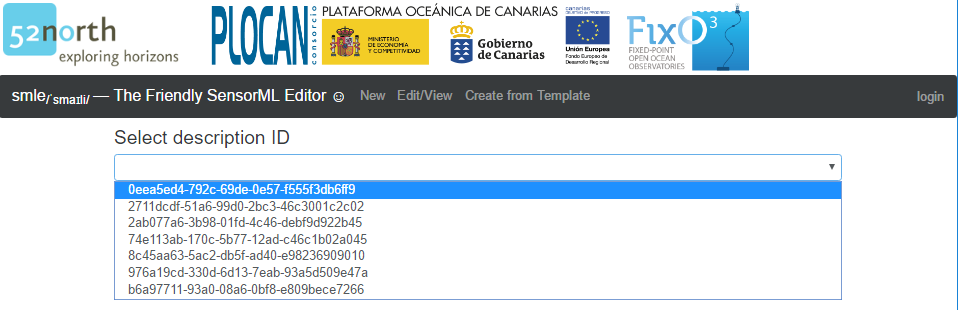 52north
exploring horizons
PLOCAN
consorcio
PLATAFORMA OCEÁNICA DE CANARIAS
MINISTERIO
DE ECONOMÍA
Y COMPETITIVIDAD
Gobierno
de Canarias
canarias
Unión Europea
Fondo Europeo de
Desarrollo Regional
FixO3
FIXED-POINT
OPEN OCEAN
OBSERVATORIES
smle/ˈsmaɪli/ — The Friendly SensorML Editor ☺ New Edit/View Create from Template login
Select description ID
0eea5ed4-792c-69de-0e57-f555f3db6ff9
2711dcdf-51a6-99d0-2bc3-46c3001c2c02
2ab077a6-3b98-01fd-4c46-debf9d922b45
74e113ab-170c-5b77-12ad-c46c1b02a045
8c45aa63-5ac2-db5f-ad40-e98236909010
976a19cd-330d-6d13-7eab-93a5d509e47a
b6a97711-93a0-08a6-0bf8-e809bece7266